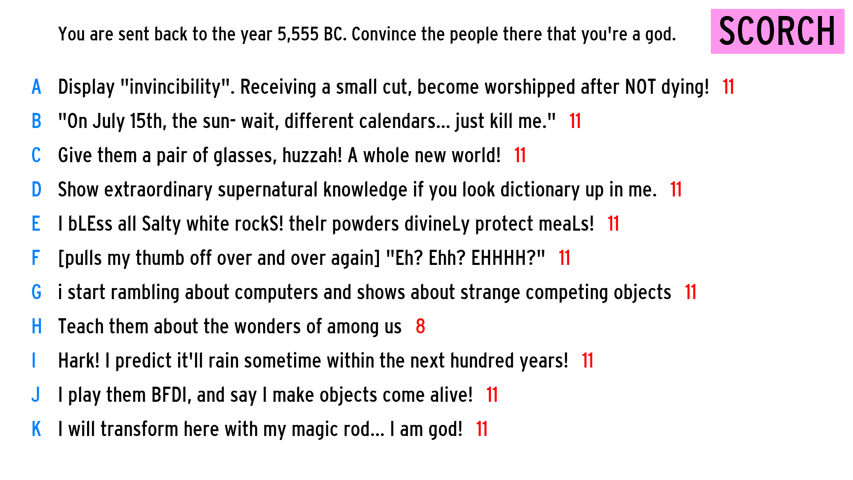 You are sent back to the year 5,555 BC. Convince the people there that you're a god.
SCORCH
A Display "invincibility". Receiving a small cut, become worshipped after NOT dying! 11
B "On July 15th, the sun- wait, different calendars... just kill me." 11
C Give them a pair of glasses, huzzah! A whole new world! 11
D Show extraordinary supernatural knowledge if you look dictionary up in me. 11
E I bLEss all Salty white rockS! theIr powders divineLy protect meaLs! 11
F [pulls my thumb off over and over again] "Eh? Ehh? EHHHH?" 11
G i start rambling about computers and shows about strange competing objects 11
H Teach them about the wonders of among us 8
I Hark! I predict it'll rain sometime within the next hundred years! 11
J I play them BFDI, and say I make objects come alive! 11
K I will transform here with my magic rod... I am god! 11